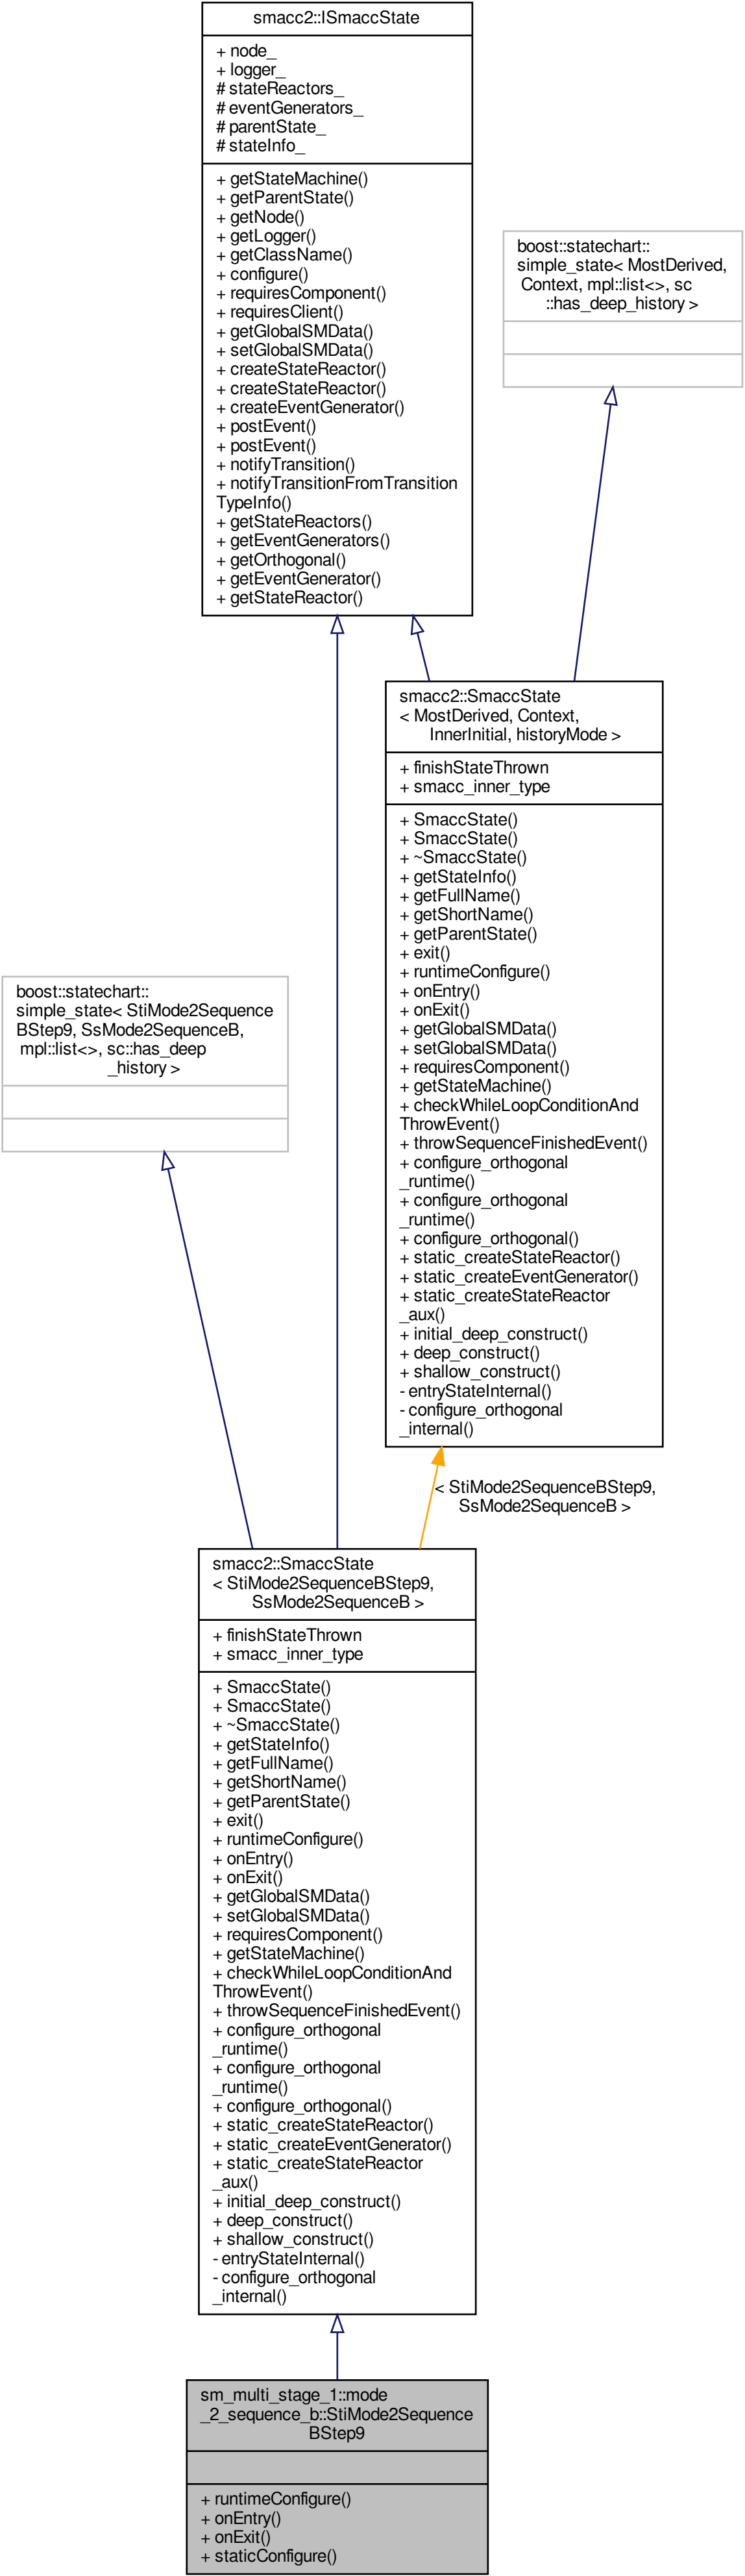 smacc2::ISmaccState
+ node_
+ logger_
# stateReactors_
# eventGenerators_
# parentState_
# stateInfo_
+ getStateMachine()
+ getParentState()
+ getNode()
+ getLogger()
+ getClassName()
+ configure()
+ requiresComponent()
+ requiresClient()
+ getGlobalSMData()
+ setGlobalSMData()
+ createStateReactor()
+ createStateReactor()
+ createEventGenerator()
+ postEvent()
+ postEvent()
+ notifyTransition()
+ notifyTransitionFromTransition
TypeInfo()
+ getStateReactors()
+ getEventGenerators()
+ getOrthogonal()
+ getEventGenerator()
+ getStateReactor()
boost::statechart::
simple_state< MostDerived,
Context, mpl::list<>, sc
::has_deep_history >
smacc2::SmaccState
< MostDerived, Context,
InnerInitial, historyMode >
+ finishStateThrown
+ smacc_inner_type
+ SmaccState()
+ SmaccState()
+ ~SmaccState()
+ getStateInfo()
+ getFullName()
+ getShortName()
+ getParentState()
+ exit()
+ runtimeConfigure()
+ onEntry()
+ onExit()
+ getGlobalSMData()
+ setGlobalSMData()
+ requiresComponent()
+ getStateMachine()
+ checkWhileLoopConditionAnd
ThrowEvent()
+ throwSequenceFinishedEvent()
+ configure_orthogonal
_runtime()
+ configure_orthogonal
_runtime()
+ configure_orthogonal()
+ static_createStateReactor()
+ static_createEventGenerator()
+ static_createStateReactor
_aux()
+ initial_deep_construct()
+ deep_construct()
+ shallow_construct()
- entryStateInternal()
- configure_orthogonal
_internal()
boost::statechart::
simple_state< StiMode2Sequence
BStep9, SsMode2SequenceB,
mpl::list<>, sc::has_deep
_history >
< StiMode2SequenceBStep9,
SsMode2SequenceB >
smacc2::SmaccState
< StiMode2SequenceBStep9,
SsMode2SequenceB >
+ finishStateThrown
+ smacc_inner_type
+ SmaccState()
+ SmaccState()
+ ~SmaccState()
+ getStateInfo()
+ getFullName()
+ getShortName()
+ getParentState()
+ exit()
+ runtimeConfigure()
+ onEntry()
+ onExit()
+ getGlobalSMData()
+ setGlobalSMData()
+ requiresComponent()
+ getStateMachine()
+ checkWhileLoopConditionAnd
ThrowEvent()
+ throwSequenceFinishedEvent()
+ configure_orthogonal
_runtime()
+ configure_orthogonal
_runtime()
+ configure_orthogonal()
+ static_createStateReactor()
+ static_createEventGenerator()
+ static_createStateReactor
_aux()
+ initial_deep_construct()
+ deep_construct()
+ shallow_construct()
- entryStateInternal()
- configure_orthogonal
_internal()
sm_multi_stage_1::mode
_2_sequence_b::StiMode2Sequence
BStep9
+ runtimeConfigure()
+ onEntry()
+ onExit()
+ staticConfigure()